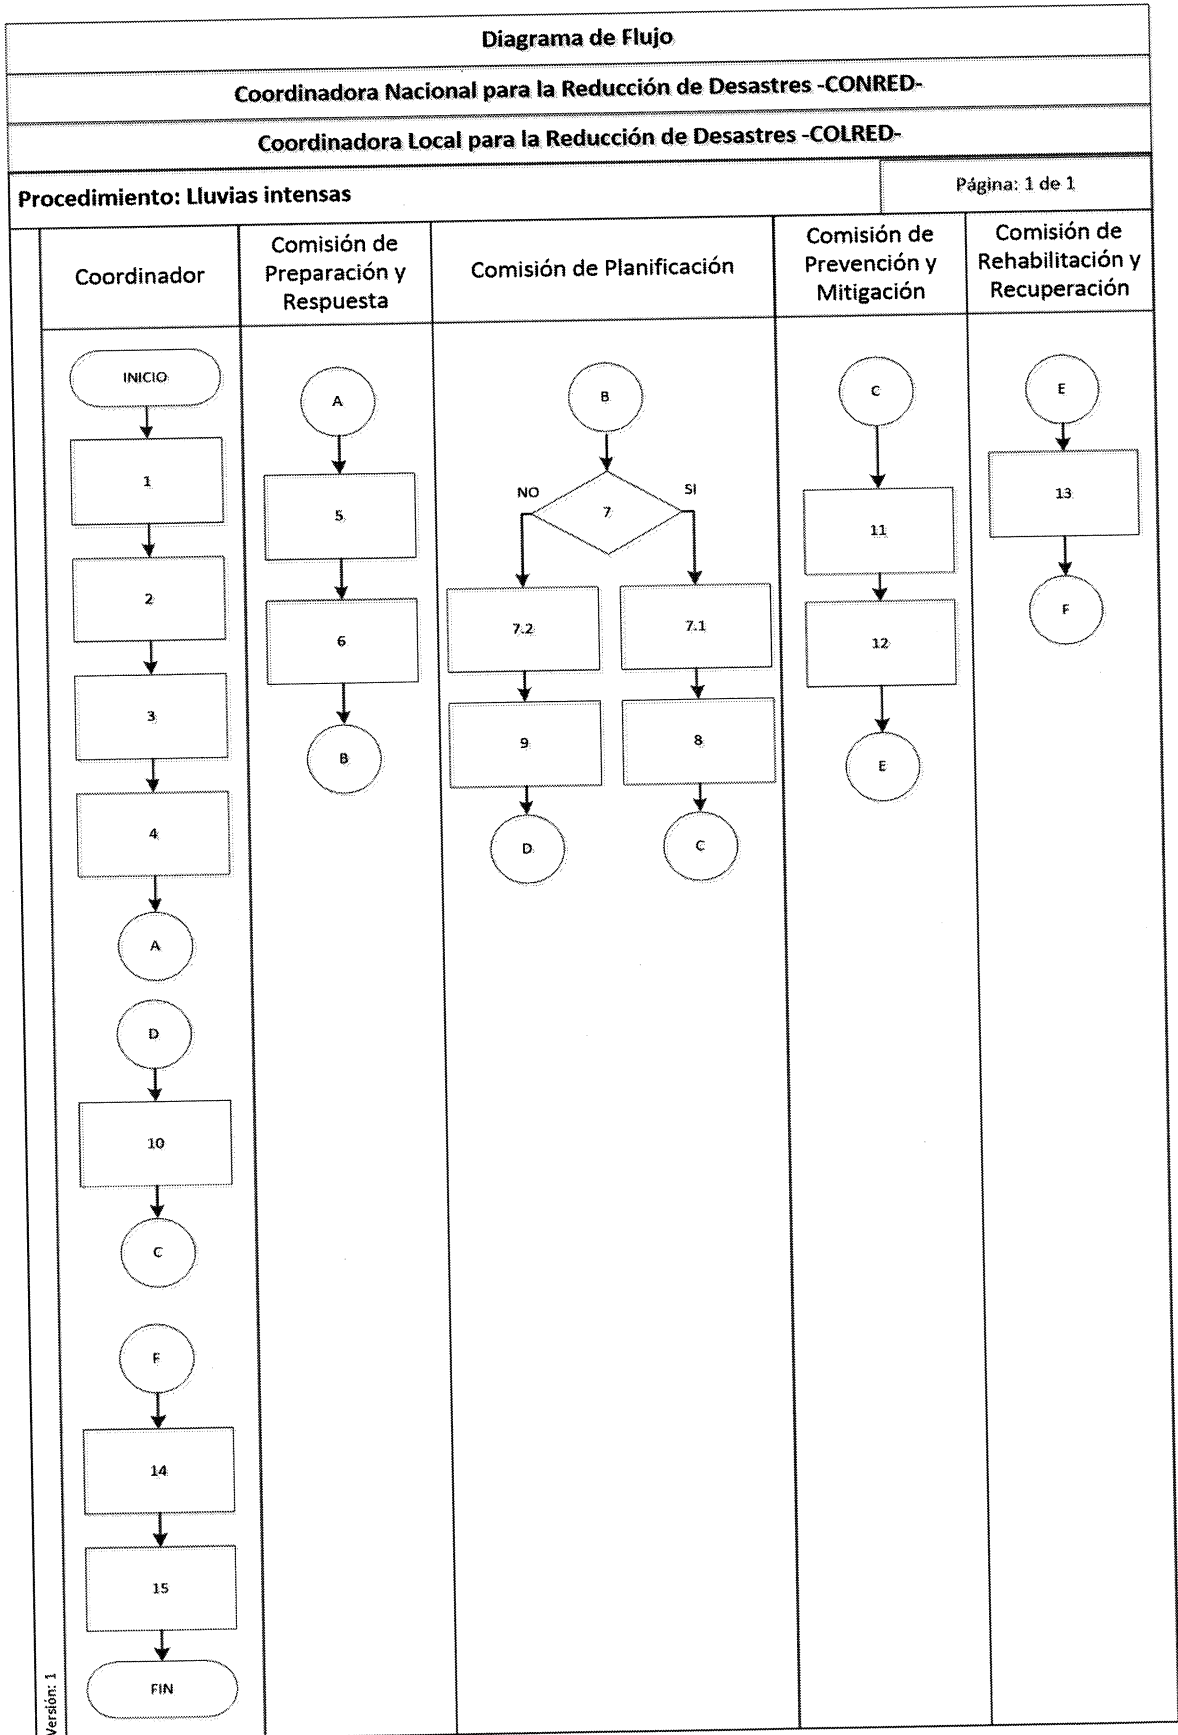 Diagrama de Flujo
Coordinadora Nacional para la Reducción de Desastres -CONRED-
Coordinadora Local para la Reducción de Desastres -COLRED-
Procedimiento: Lluvias intensas
Página: 1 de 1
Coordinador
Comisión de
Preparación y
Respuesta
Comisión de Planificación
Comisión de
Prevención y
Mitigación
Comisión de
Rehabilitación y
Recuperación
INICIO
1
2
3
4
A
D
10
C
F
14
15
FIN
A
5
6
B
B
7
NO
SI
7.2
7.1
9
8
D
C
C
11
12
E
E
13
F
Versión: 1